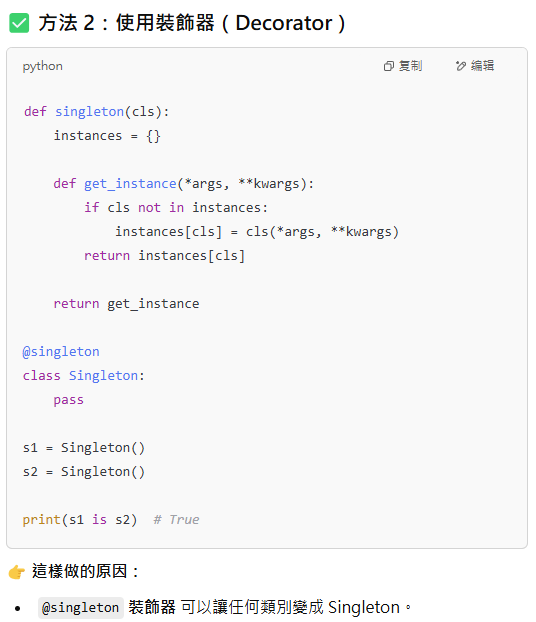 ✅ 方法 2：使用裝飾器（Decorator）
python 复制 编辑
def singleton(cls):
    instances = {}
    def get_instance(*args, **kwargs):
        if cls not in instances:
            instances[cls] = cls(*args, **kwargs)
        return instances[cls]
    return get_instance
@singleton
class Singleton:
    pass
s1 = Singleton()
s2 = Singleton()
print(s1 is s2)  # True
👉 這樣做的原因：
• @singleton 裝飾器 可以讓任何類別變成 Singleton。